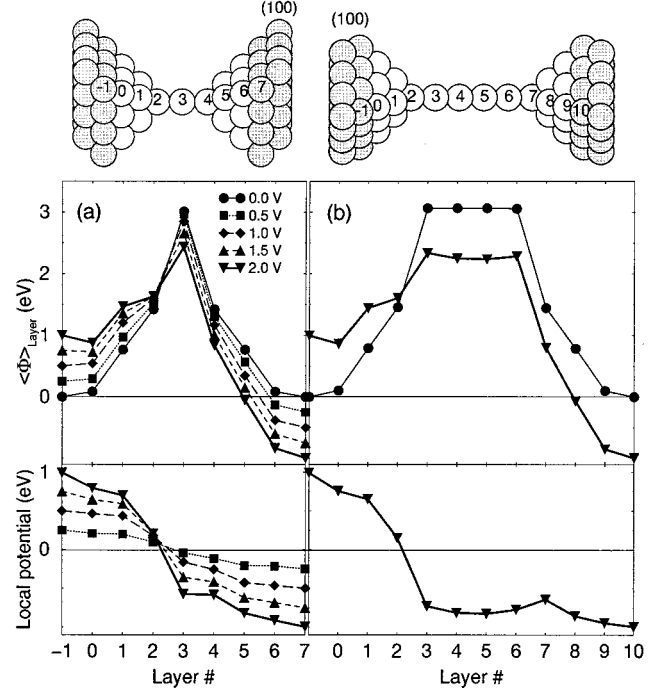 (100)
(100)
-1 0 1 2 3 4 5 6 7
-1 0 1 2 3 4 5 6 7 8 9 10
(a)
0.0 V
0.5 V
1.0 V
1.5 V
2.0 V
(b)
3
2
1
0
<Φ>Layer (eV)
1
0
Local potential (eV)
-1 0 1 2 3 4 5 6 7
0 1 2 3 4 5 6 7 8 9 10
Layer #
Layer #